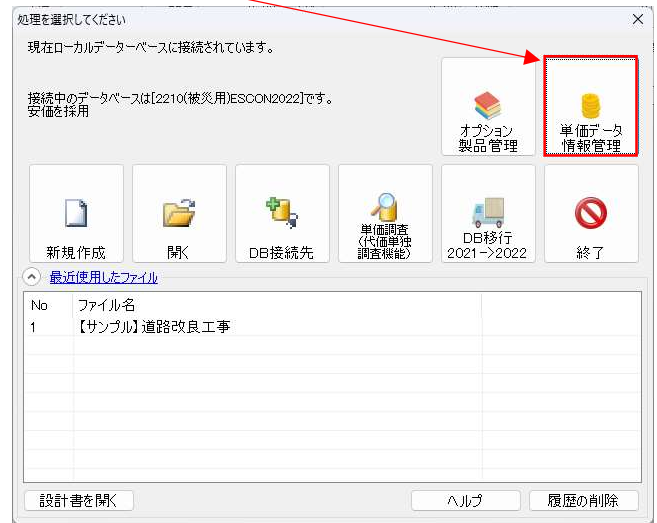 処理を選択してください
現在ローカルデーターベースに接続されています。
接続中のデータベースは[2210(被災用)ESCON2022]です。
安価を採用
オプション
製品管理
単価データ
情報管理
新規作成
開く
DB接続先
単価調査
(代価単独
調査機能)
DB移行
2021->2022
終了
最近使用したファイル
No ファイル名
1 【サンプル】道路改良工事
設計書を開く
ヘルプ
履歴の削除